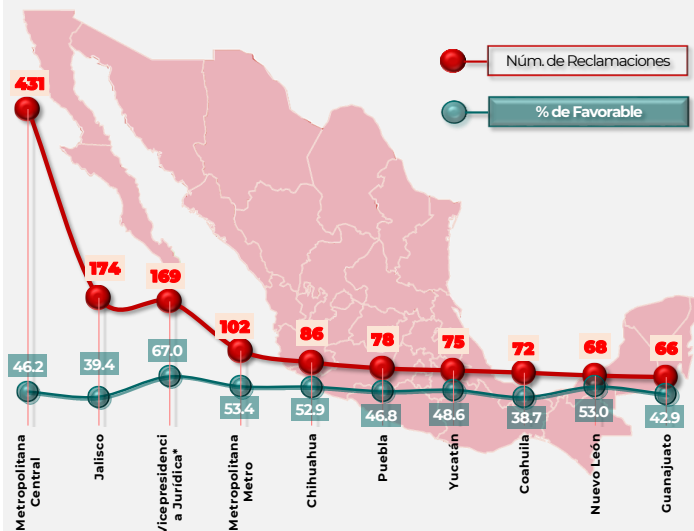 Núm. de Reclamaciones
% de Favorable
431
174
169
102
86
78
75
72
68
66
46.2
39.4
67.0
53.4
52.9
46.8
48.6
38.7
53.0
42.9
Metropolitana
Central
Jalisco
Vicepresidenci
a Jurídica*
Metropolitana
Metro
Chihuahua
Puebla
Yucatán
Coahuila
Nuevo León
Guanajuato